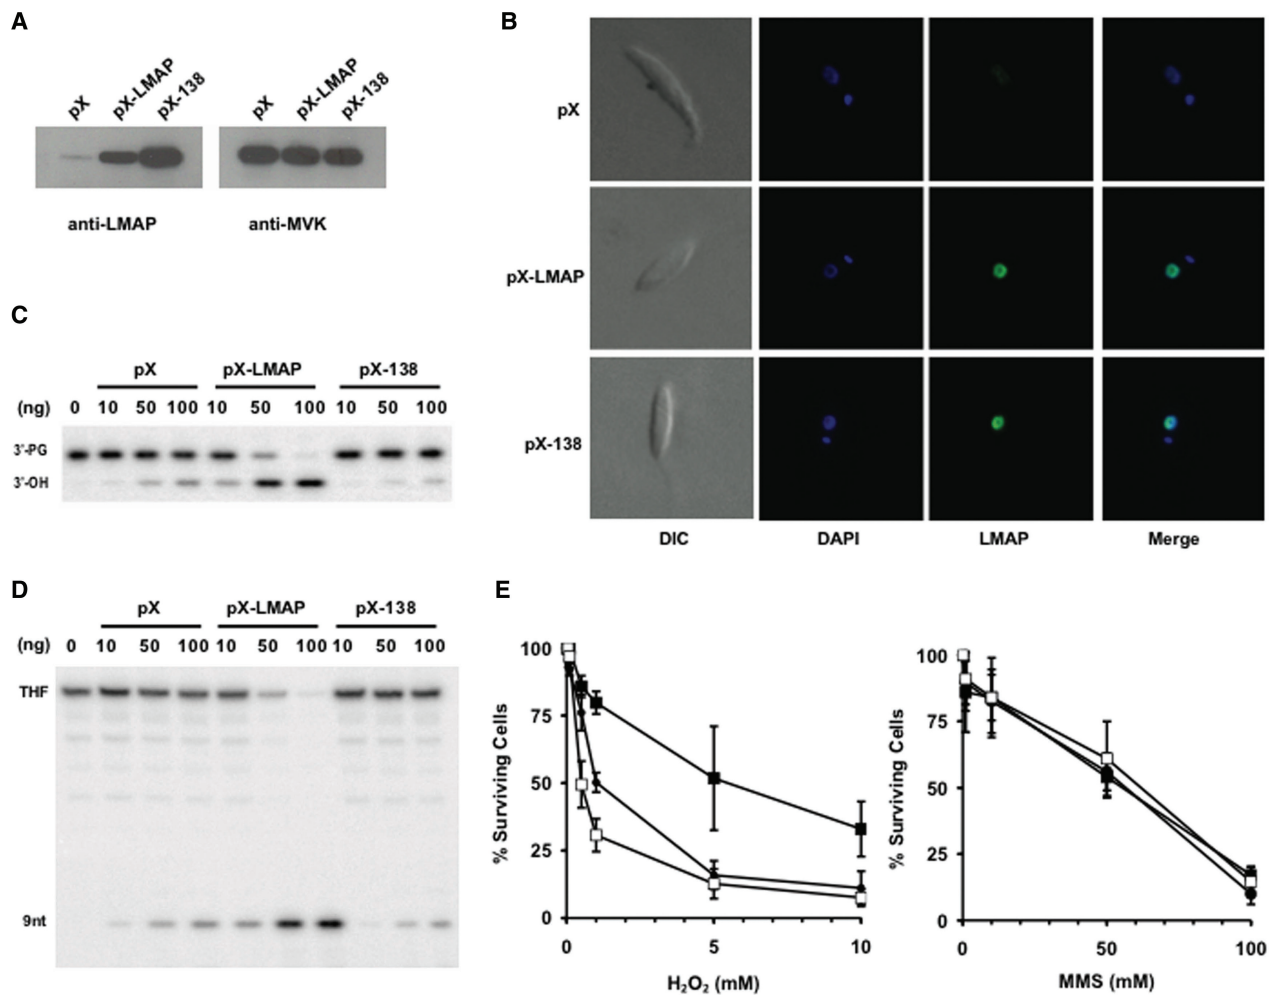 A
pX
pX-LMAP
pX-138
pX
pX-LMAP
pX-138
anti-LMAP
anti-MVK
B
pX
pX-LMAP
pX-138
DIC
DAPI
LMAP
Merge
C
pX
pX-LMAP
pX-138
(ng) 0 10 50 100 10 50 100 10 50 100
3'-PG
3'-OH
D
pX
pX-LMAP
pX-138
(ng) 0 10 50 100 10 50 100 10 50 100
THF
9nt
E
% Surviving Cells
100
75
50
25
0
0 5 10
H₂O₂ (mM)
% Surviving Cells
100
75
50
25
0
0 50 100
MMS (mM)